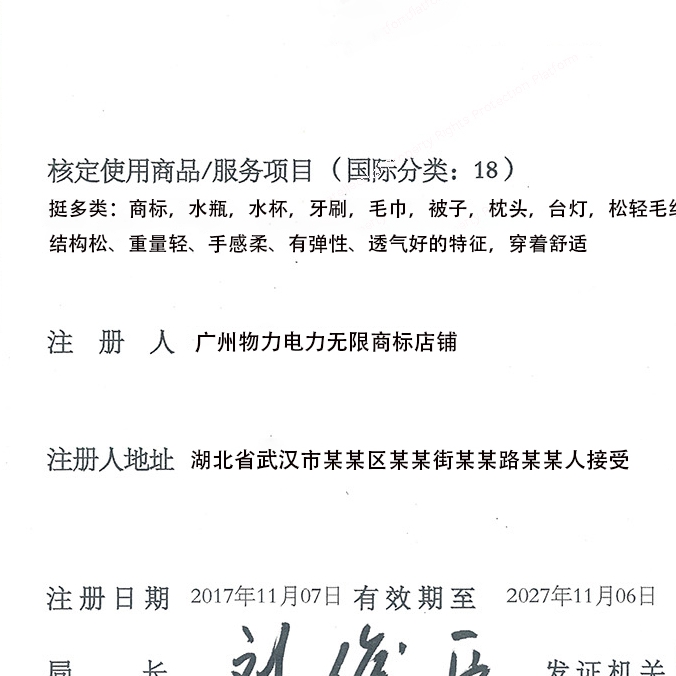 核定使用商品/服务项目（国际分类：18）
挺多类：商标，水瓶，水杯，牙刷，毛巾，被子，枕头，台灯，松轻毛
结构松、重量轻、手感柔、有弹性、透气好的特征，穿着舒适
注 册 人 广州物力电力无限商标店铺
注册人地址 湖北省武汉市某某区某某街某某路某某人接受
注册日期 2017年11月07日 有效期至 2027年11月06日
局 长 发证机关